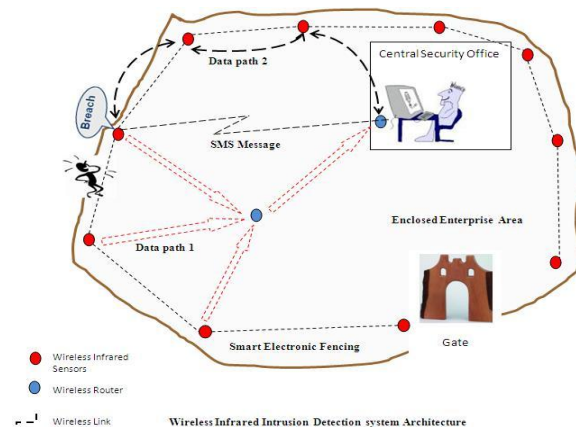 Central Security Office
Data path 2
Breach
SMS Message
Enclosed Enterprise Area
Data path 1
Smart Electronic Fencing
Gate
Wireless Infrared
Sensors
Wireless Router
Wireless Link
Wireless Infrared Intrusion Detection system Architecture